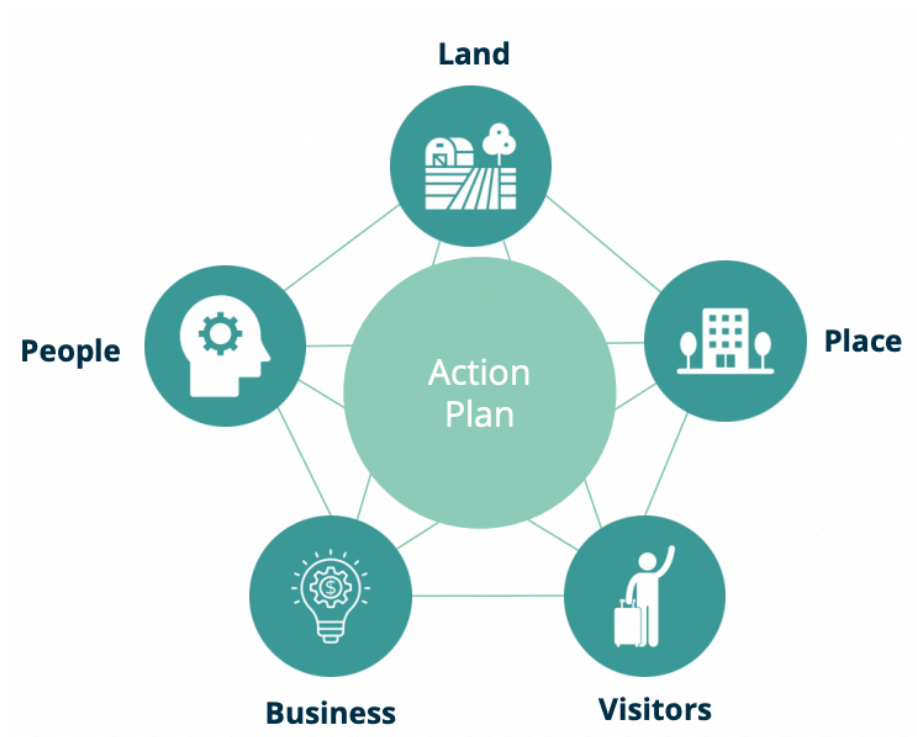 Land
People
Place
Action
Plan
$
Business
Visitors